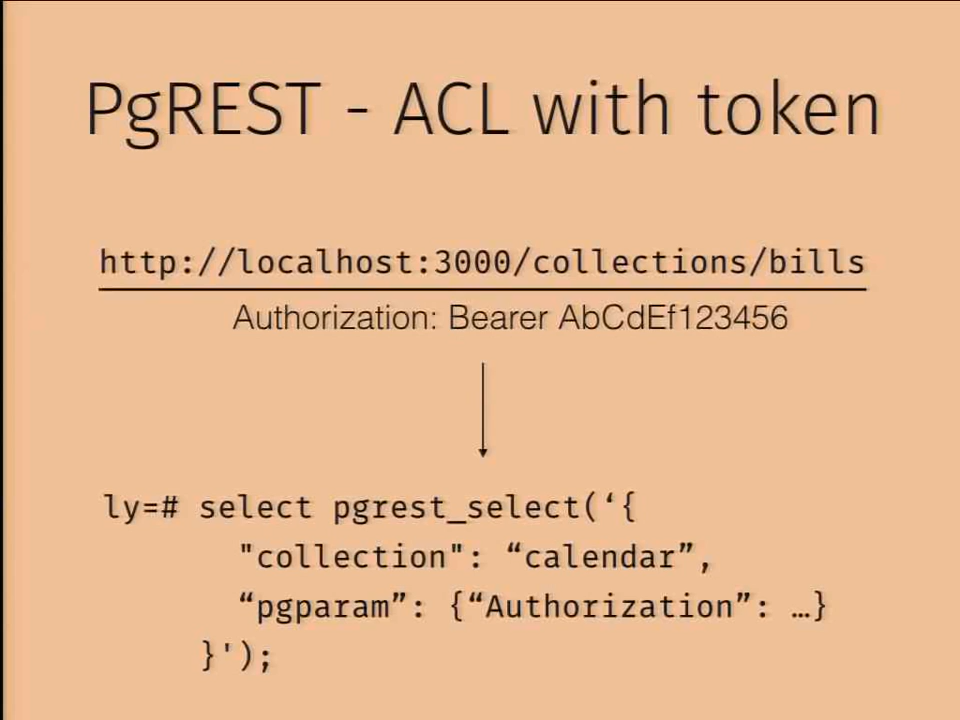 PgREST - ACL with token
http://localhost:3000/collections/bills
Authorization: Bearer AbCdEf123456
ly=# select pgrest_select(‘{
"collection": “calendar”,
“pgparam”: {“Authorization”: …}
}');